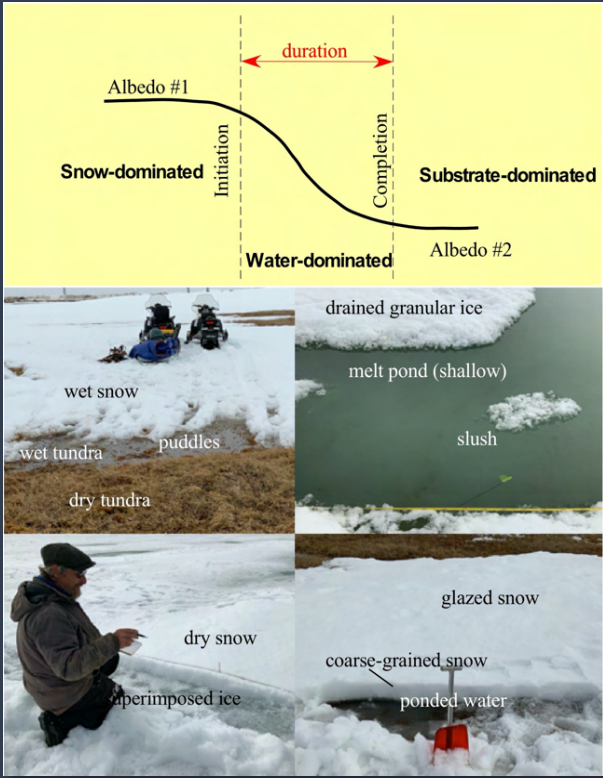 duration
Albedo #1
Initiation
Completion
Snow-dominated
Substrate-dominated
Water-dominated
Albedo #2
wet snow
puddles
wet tundra
dry tundra
drained granular ice
melt pond (shallow)
slush
dry snow
superimposed ice
glazed snow
coarse-grained snow
ponded water